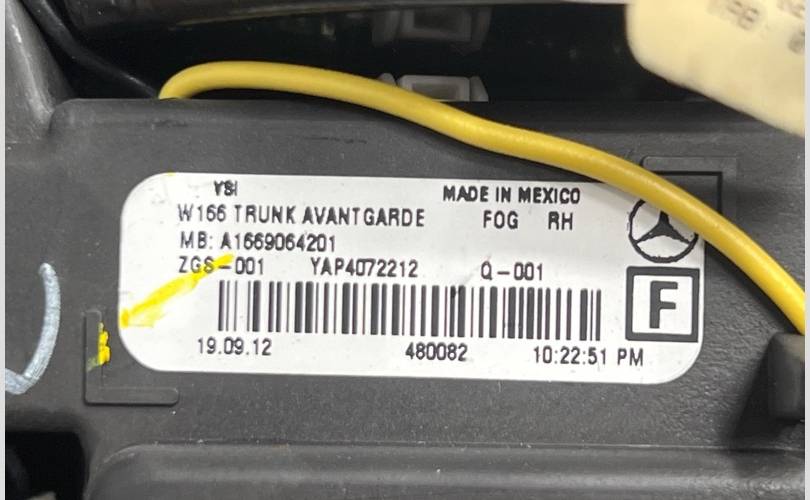 YSI MADE IN MEXICO
W166 TRUNK AVANTGARDE FOG RH
MB: A1669064201
ZGS-001 YAP4072212 Q-001
F
19.09.12 480082 10:22:51 PM